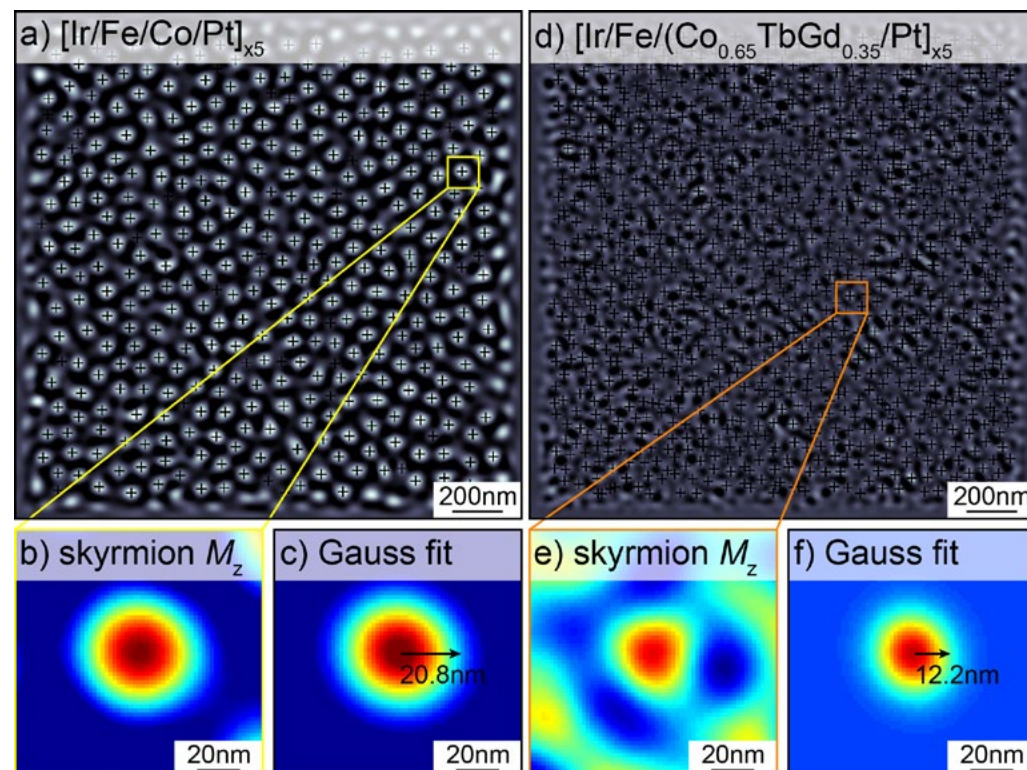 a) [Ir/Fe/Co/Pt]x5
d) [Ir/Fe/(Co0.65TbGd0.35/Pt]x5
200nm
200nm
b) skyrmion Mz
c) Gauss fit
e) skyrmion Mz
f) Gauss fit
20.8nm
12.2nm
20nm
20nm
20nm
20nm